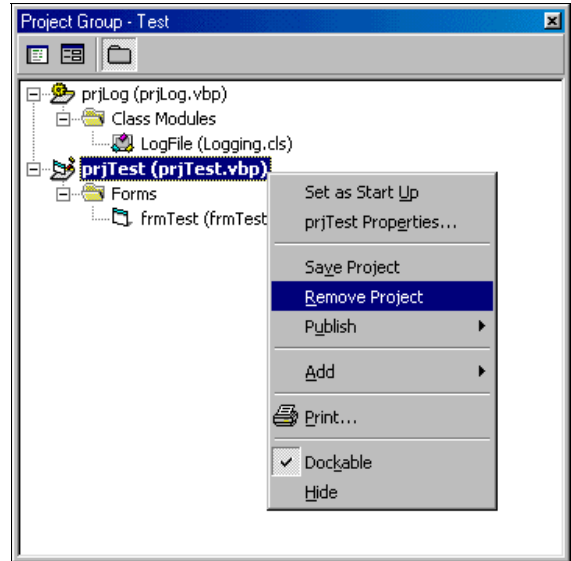 Project Group - Test
prjLog (prjLog.vbp)
Class Modules
LogFile (Logging.cls)
prjTest (prjTest.vbp)
Forms
frmTest (frmTest
Set as Start Up
prjTest Properties...
Save Project
Remove Project
Publish
Add
Print...
Dockable
Hide